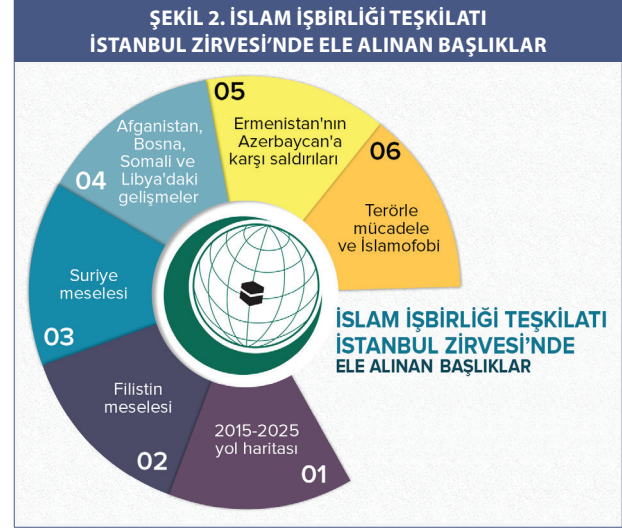 ŞEKİL 2. İSLAM İŞBİRLİĞİ TEŞKİLATI
İSTANBUL ZİRVESİ’NDE ELE ALINAN BAŞLIKLAR
01
2015-2025
yol haritası
02
Filistin
meselesi
03
Suriye
meselesi
04
Afganistan,
Bosna,
Somali ve
Libya'daki
gelişmeler
05
Ermenistan'nın
Azerbaycan'a
karşı saldırıları
06
Terörle
mücadele
ve İslamofobi
İSLAM İŞBİRLİĞİ TEŞKİLATI
İSTANBUL ZİRVESİ’NDE
ELE ALINAN BAŞLIKLAR